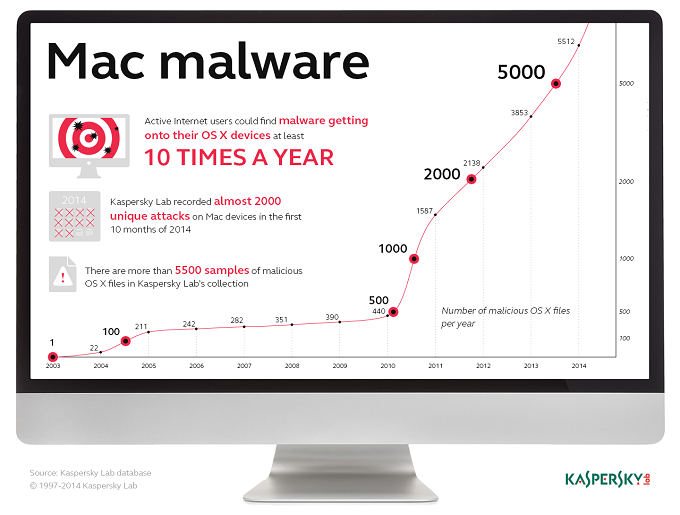 Mac malware
Active Internet users could find malware getting
onto their OS X devices at least
10 TIMES A YEAR
2014
Kaspersky Lab recorded almost 2000
unique attacks on Mac devices in the first
10 months of 2014
!
There are more than 5500 samples of malicious
OS X files in Kaspersky Lab's collection
1
22
100
211
242
282
351
390
440
500
1000
1587
2000
2138
3853
5000
5512
Number of malicious OS X files
per year
5000
2000
1000
500
100
2003 2004 2005 2006 2007 2008 2009 2010 2011 2012 2013 2014
Source: Kaspersky Lab database
© 1997-2014 Kaspersky Lab
KASPERSKY lab